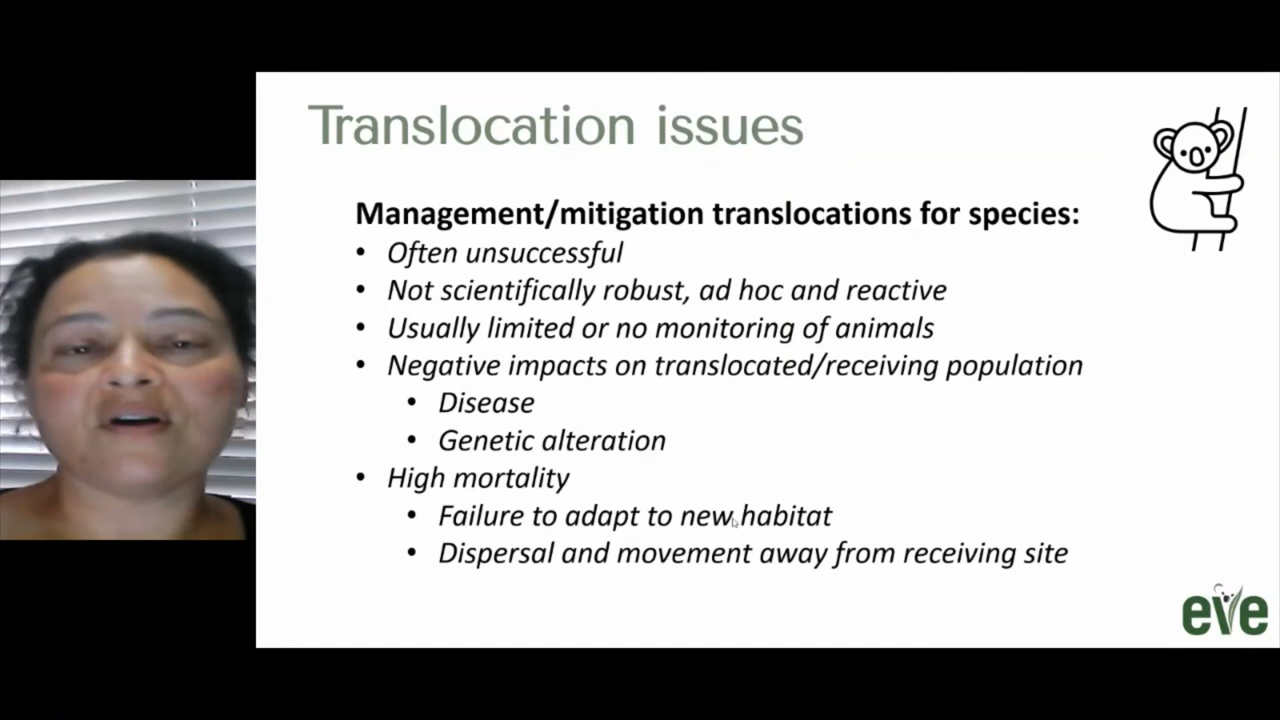 Translocation issues
Management/mitigation translocations for species:
• Often unsuccessful
• Not scientifically robust, ad hoc and reactive
• Usually limited or no monitoring of animals
• Negative impacts on translocated/receiving population
• Disease
• Genetic alteration
• High mortality
• Failure to adapt to new habitat
• Dispersal and movement away from receiving site
eve